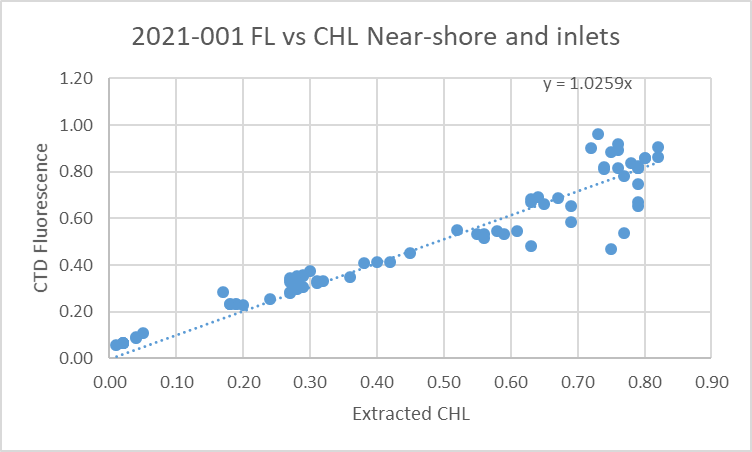 2021-001 FL vs CHL Near-shore and inlets
y = 1.0259x
1.20
1.00
0.80
0.60
0.40
0.20
0.00
CTD Fluorescence
0.00 0.10 0.20 0.30 0.40 0.50 0.60 0.70 0.80 0.90
Extracted CHL